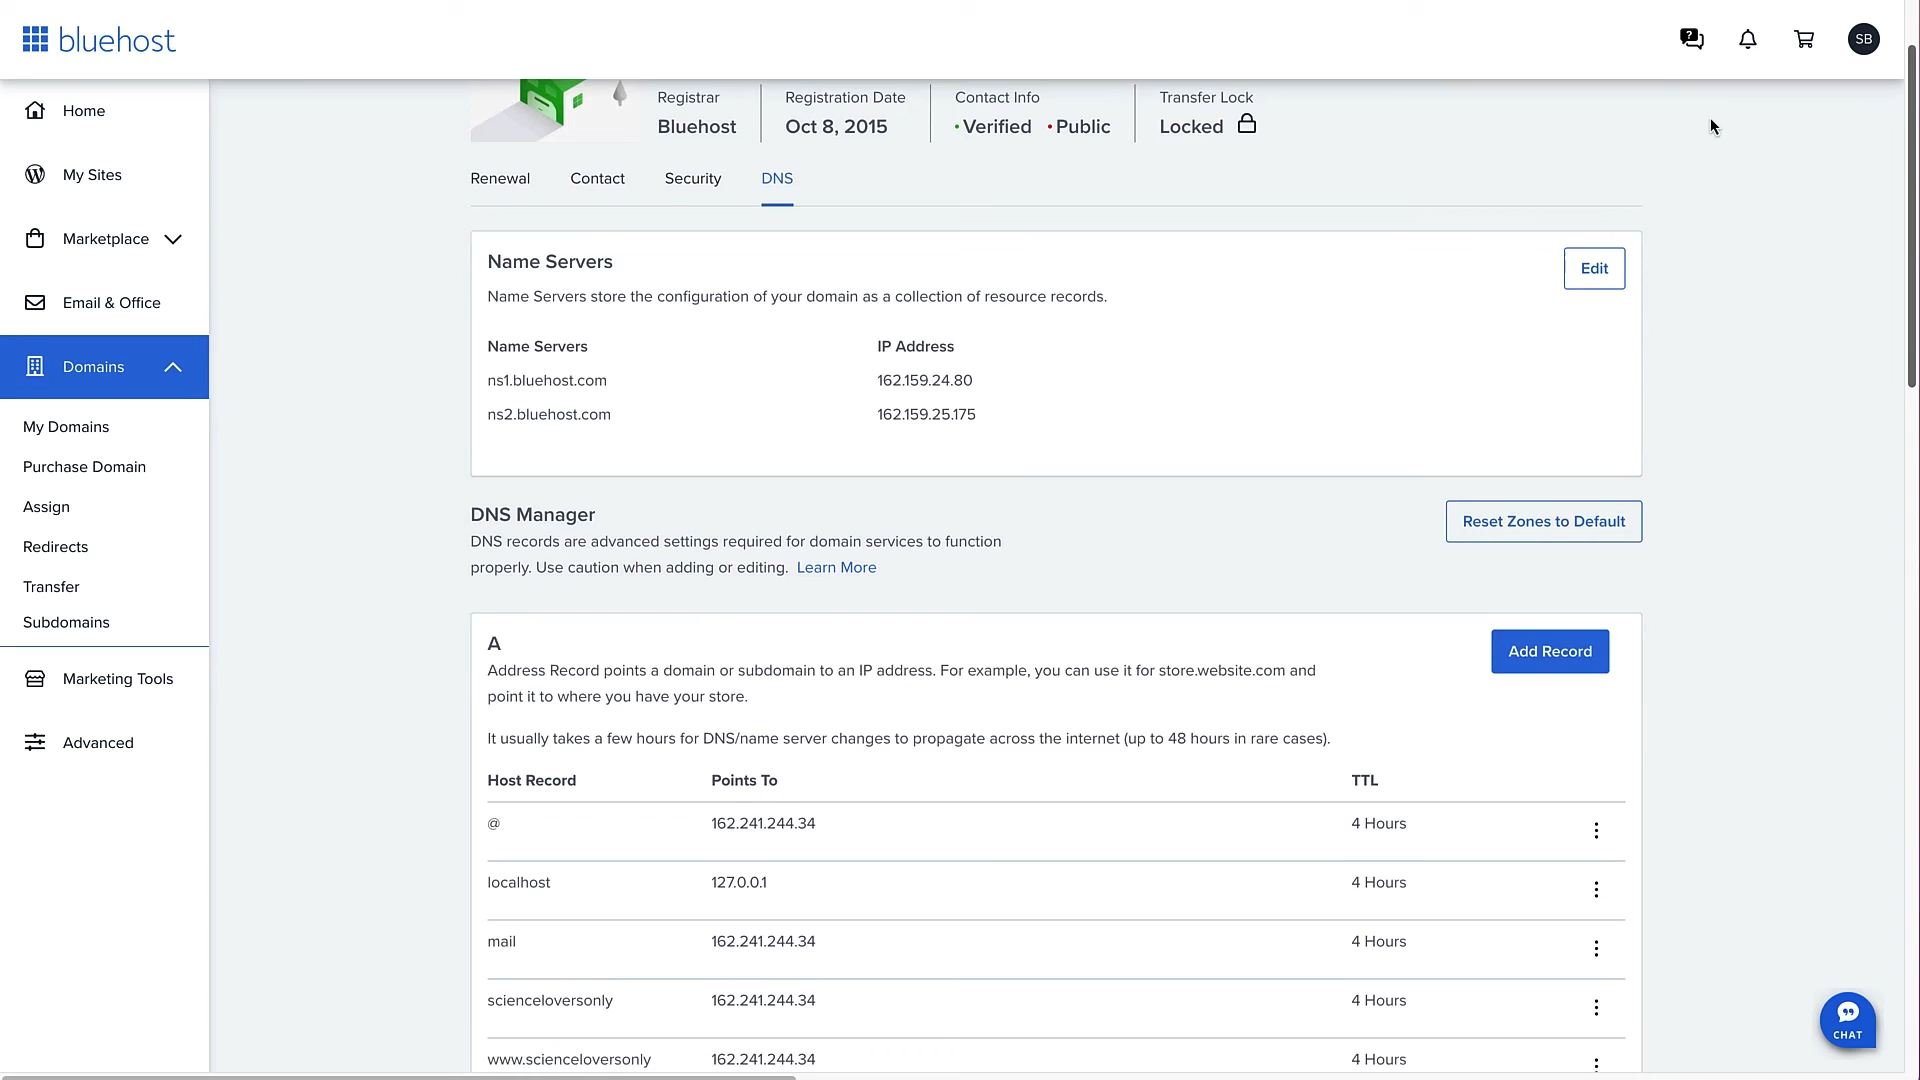 bluehost
SB
Home
My Sites
Marketplace
Email & Office
Domains
My Domains
Purchase Domain
Assign
Redirects
Transfer
Subdomains
Marketing Tools
Advanced
Registrar
Bluehost
Registration Date
Oct 8, 2015
Contact Info
Verified Public
Transfer Lock
Locked
Renewal Contact Security DNS
Name Servers
Edit
Name Servers store the configuration of your domain as a collection of resource records.
Name Servers IP Address
ns1.bluehost.com 162.159.24.80
ns2.bluehost.com 162.159.25.175
DNS Manager
Reset Zones to Default
DNS records are advanced settings required for domain services to function
properly. Use caution when adding or editing. Learn More
A
Add Record
Address Record points a domain or subdomain to an IP address. For example, you can use it for store.website.com and
point it to where you have your store.
It usually takes a few hours for DNS/name server changes to propagate across the internet (up to 48 hours in rare cases).
Host Record Points To TTL
@ 162.241.244.34 4 Hours
localhost 127.0.0.1 4 Hours
mail 162.241.244.34 4 Hours
scienceloversonly 162.241.244.34 4 Hours
www.scienceloversonly 162.241.244.34 4 Hours
CHAT